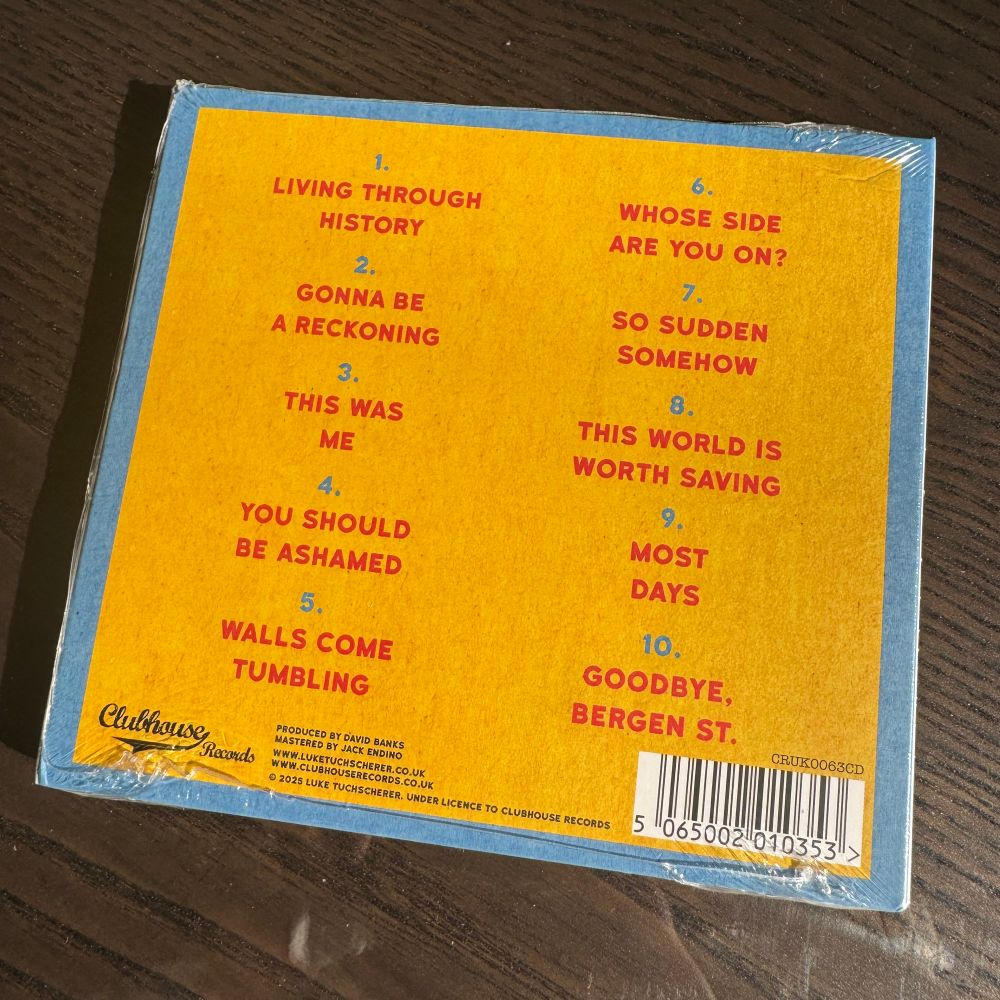 1.
LIVING THROUGH
HISTORY
2.
GONNA BE
A RECKONING
3.
THIS WAS
ME
4.
YOU SHOULD
BE ASHAMED
5.
WALLS COME
TUMBLING
6.
WHOSE SIDE
ARE YOU ON?
7.
SO SUDDEN
SOMEHOW
8.
THIS WORLD IS
WORTH SAVING
9.
MOST
DAYS
10.
GOODBYE,
BERGEN ST.
Clubhouse
Records
PRODUCED BY DAVID BANKS
MASTERED BY JACK ENDINO
WWW.LUKETUCHSCHERER.CO.UK
WWW.CLUBHOUSERECORDS.CO.UK
© 2025 LUKE TUCHSCHERER. UNDER LICENCE TO CLUBHOUSE RECORDS
CRUK0063CD
5 065002 010353 >